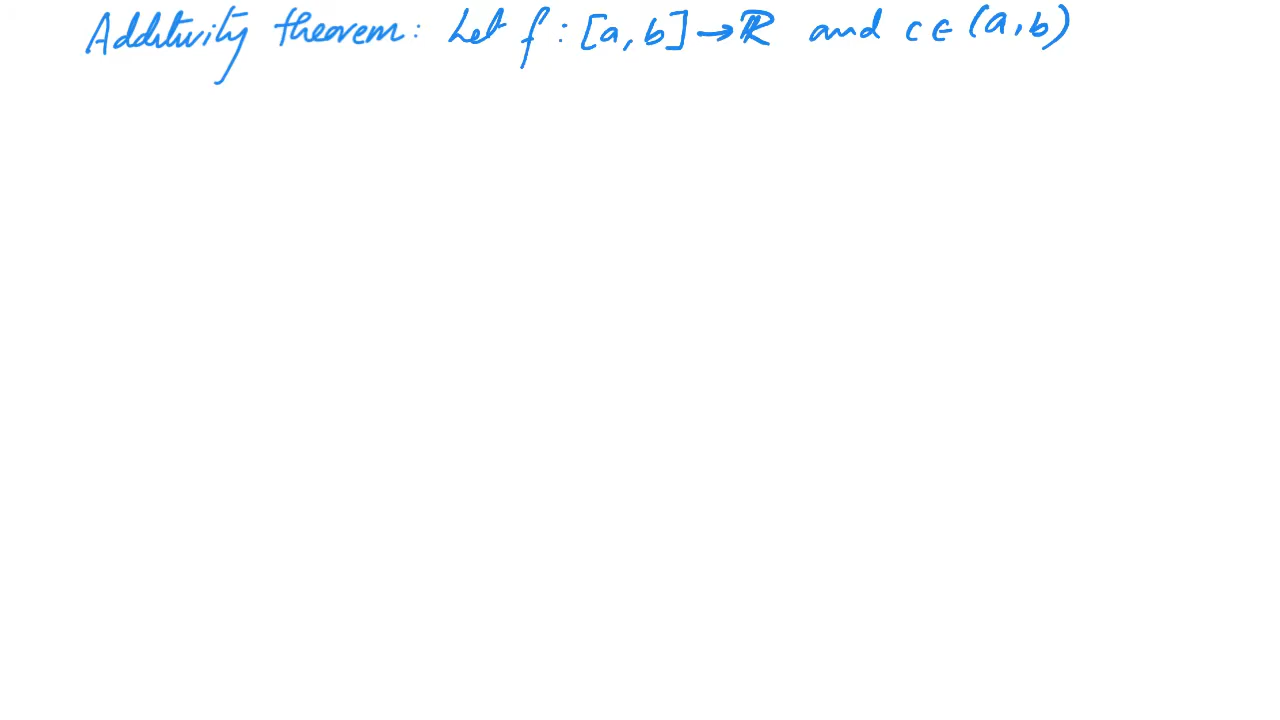 Additivity theorem: Let f : [a, b] → ℝ and c ∈ (a, b)